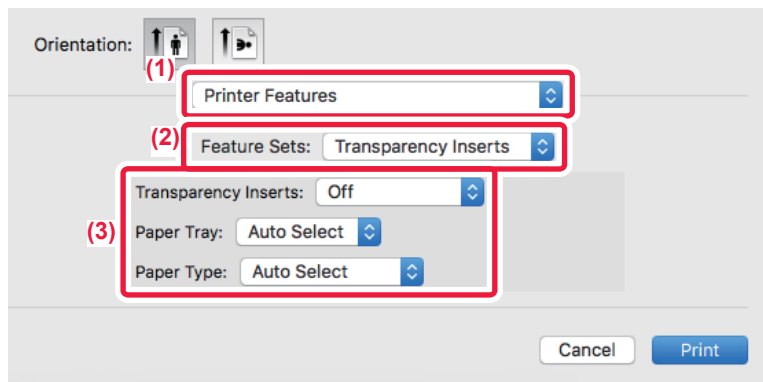 Orientation:
(1)
Printer Features
(2)
Feature Sets: Transparency Inserts
Transparency Inserts: Off
(3)
Paper Tray: Auto Select
Paper Type: Auto Select
Cancel Print